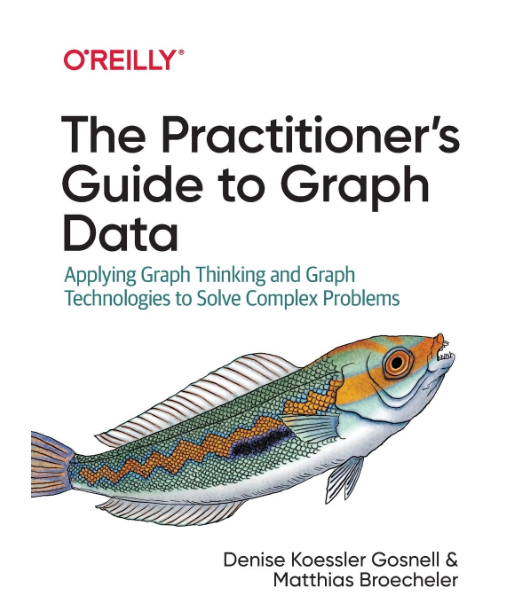 O'REILLY®
The Practitioner's
Guide to Graph
Data
Applying Graph Thinking and Graph
Technologies to Solve Complex Problems
Denise Koessler Gosnell &
Matthias Broecheler